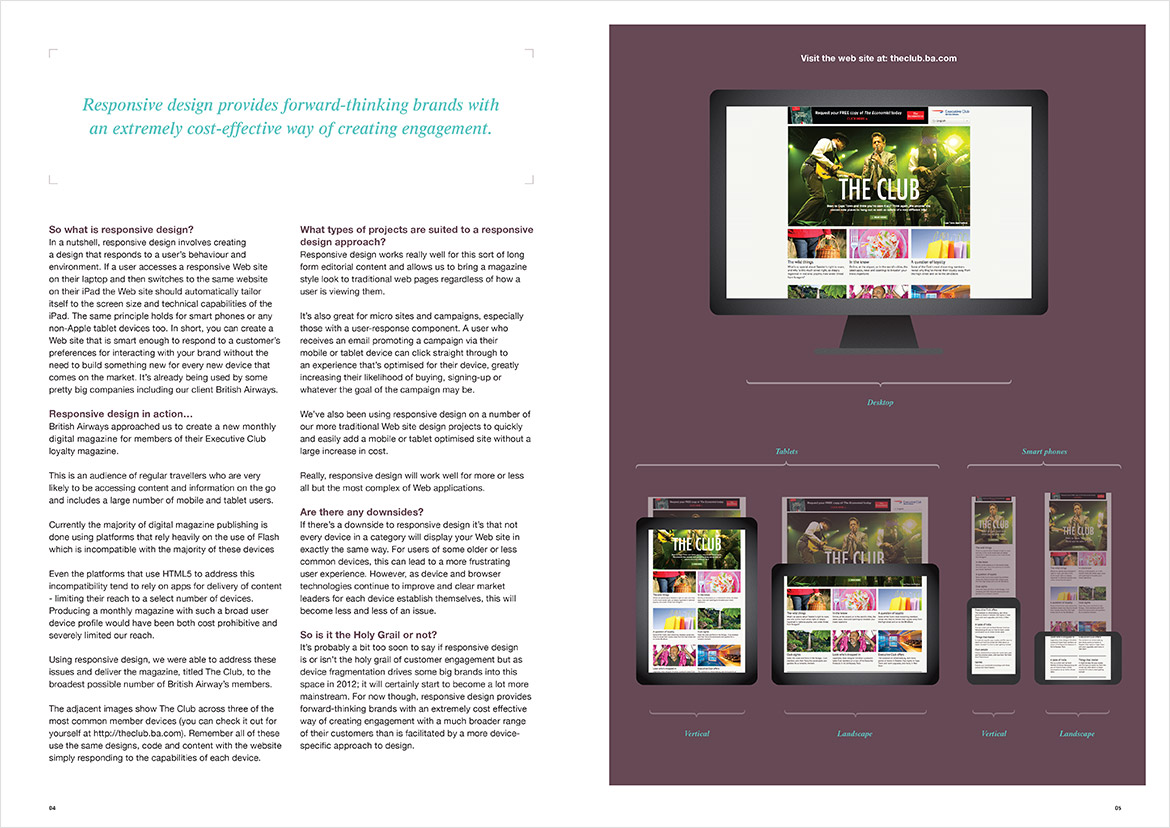 Responsive design provides forward-thinking brands with
an extremely cost-effective way of creating engagement.
So what is responsive design?
In a nutshell, responsive design involves creating
a design that responds to a user's behaviour and
environment. If a user accesses a responsive Web site
on their laptop and then switches to the same website
on their iPad the Web site should automatically tailor
itself to the screen size and technical capabilities of the
iPad. The same principle holds for smart phones or any
non-Apple tablet devices too. In short, you can create a
Web site that is smart enough to respond to a customer's
preferences for interacting with your brand without the
need to build something new for every new device that
comes on the market. It's already being used by some
pretty big companies including our client British Airways.
Responsive design in action...
British Airways approached us to create a new monthly
digital magazine for members of their Executive Club
loyalty magazine.
This is an audience of regular travellers who are very
likely to be accessing content and information on the go
and includes a large number of mobile and tablet users.
Currently the majority of digital magazine publishing is
done using platforms that rely heavily on the use of Flash
which is incompatible with the majority of these devices
Even the platforms that use HTML5 to address this
incompatibility tend to rely on apps for delivery of content
- limiting their reach to a select number of devices.
Producing a monthly magazine with such a broad user
device profile would have been both cost prohibitive and
severely limited our reach.
Using responsive design, we were able to address these
issues and deliver the magazine, titled The Club, to the
broadest possible number of British Airway's members.
The adjacent images show The Club across three of the
most common member devices (you can check it out for
yourself at http://theclub.ba.com). Remember all of these
use the same designs, code and content with the website
simply responding to the capabilities of each device.
What types of projects are suited to a responsive
design approach?
Responsive design works really well for this sort of long
form editorial content and allows us to bring a magazine
style look to traditional web pages regardless of how a
user is viewing them.
It's also great for micro sites and campaigns, especially
those with a user-response component. A user who
receives an email promoting a campaign via their
mobile or tablet device can click straight through to
an experience that's optimised for their device, greatly
increasing their likelihood of buying, signing-up or
whatever the goal of the campaign may be.
We've also been using responsive design on a number of
our more traditional Web site design projects to quickly
and easily add a mobile or tablet optimised site without a
large increase in cost.
Really, responsive design will work well for more or less
all but the most complex of Web applications.
Are there any downsides?
If there's a downside to responsive design it's that not
every device in a category will display your Web site in
exactly the same way. For users of some older or less
common devices, this can lead to a more frustrating
user experience. However, as device and browser
technologies continue to improve and clear market
leaders for each device establish themselves, this will
become less and less of an issue.
So is it the Holy Grail or not?
It's probably a bit too soon to say if responsive design
is or isn't the holy grail of customer engagement but as
device fragmentation drives some big brands into this
space in 2012; it will certainly start to become a lot more
mainstream. For now though, responsive design provides
forward-thinking brands with an extremely cost effective
way of creating engagement with a much broader range
of their customers than is facilitated by a more device-
specific approach to design.
04
Visit the web site at: theclub.ba.com
Request your FREE copy of The Economist today
Executive Club
THE CLUB
The wild things
In the know
A question of loyalty
Desktop
Tablets
Smart phones
THE CLUB
THE CLUB
THE CLUB
THE CLUB
Vertical
Landscape
Vertical
Landscape
05